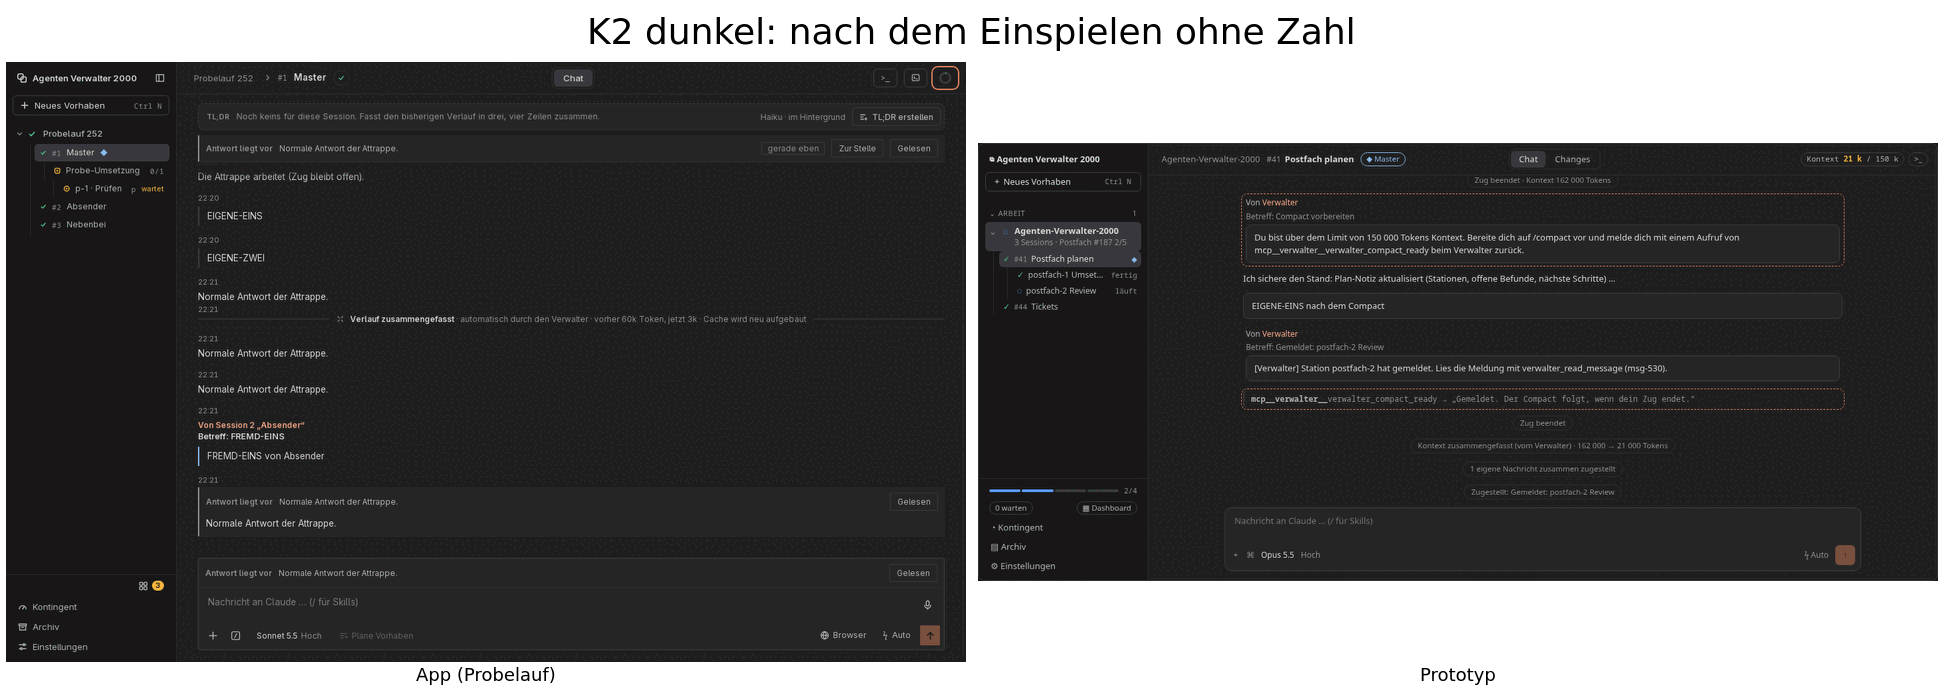 K2 dunkel: nach dem Einspielen ohne Zahl
Agenten Verwalter 2000
Neues Vorhaben Ctrl N
Probelauf 252
#1 Master
Probe-Umsetzung 0/1
p-1 · Prüfen p wartet
#2 Absender
#3 Nebenbei
3
Kontingent
Archiv
Einstellungen
Probelauf 252 > #1 Master
Chat
TL;DR Noch keins für diese Session. Fasst den bisherigen Verlauf in drei, vier Zeilen zusammen.
Haiku · im Hintergrund TL;DR erstellen
Antwort liegt vor Normale Antwort der Attrappe.
gerade eben Zur Stelle Gelesen
Die Attrappe arbeitet (Zug bleibt offen).
22:20
EIGENE-EINS
22:20
EIGENE-ZWEI
22:21
Normale Antwort der Attrappe.
22:21
Verlauf zusammengefasst · automatisch durch den Verwalter · vorher 60k Token, jetzt 3k · Cache wird neu aufgebaut
22:21
Normale Antwort der Attrappe.
22:21
Normale Antwort der Attrappe.
22:21
Von Session 2 „Absender“
Betreff: FREMD-EINS
FREMD-EINS von Absender
22:21
Antwort liegt vor Normale Antwort der Attrappe. Gelesen
Normale Antwort der Attrappe.
Antwort liegt vor Normale Antwort der Attrappe. Gelesen
Nachricht an Claude ... (/ für Skills)
Sonnet 5.5 Hoch Plane Vorhaben
Browser Auto
App (Probelauf)
Agenten Verwalter 2000
+ Neues Vorhaben Ctrl N
ARBEIT 1
Agenten-Verwalter-2000
3 Sessions · Postfach #187 2/5
#41 Postfach planen
postfach-1 Umset... fertig
postfach-2 Review läuft
#44 Tickets
2/4
0 warten Dashboard
Kontingent
Archiv
Einstellungen
Agenten-Verwalter-2000 #41 Postfach planen Master
Chat Changes
Kontext 21 k / 150 k >_
Zug beendet · Kontext 162 000 Tokens
Von Verwalter
Betreff: Compact vorbereiten
Du bist über dem Limit von 150 000 Tokens Kontext. Bereite dich auf /compact vor und melde dich mit einem Aufruf von
mcp__verwalter__verwalter_compact_ready beim Verwalter zurück.
Ich sichere den Stand: Plan-Notiz aktualisiert (Stationen, offene Befunde, nächste Schritte) ...
EIGENE-EINS nach dem Compact
Von Verwalter
Betreff: Gemeldet: postfach-2 Review
[Verwalter] Station postfach-2 hat gemeldet. Lies die Meldung mit verwalter_read_message (msg-530).
mcp__verwalter__verwalter_compact_ready → „Gemeldet. Der Compact folgt, wenn dein Zug endet.“
Zug beendet
Kontext zusammengefasst (vom Verwalter) · 162 000 → 21 000 Tokens
1 eigene Nachricht zusammen zugestellt
Zugestellt: Gemeldet: postfach-2 Review
Nachricht an Claude ... (/ für Skills)
+ ⌘ Opus 5.5 Hoch
Auto
Prototyp